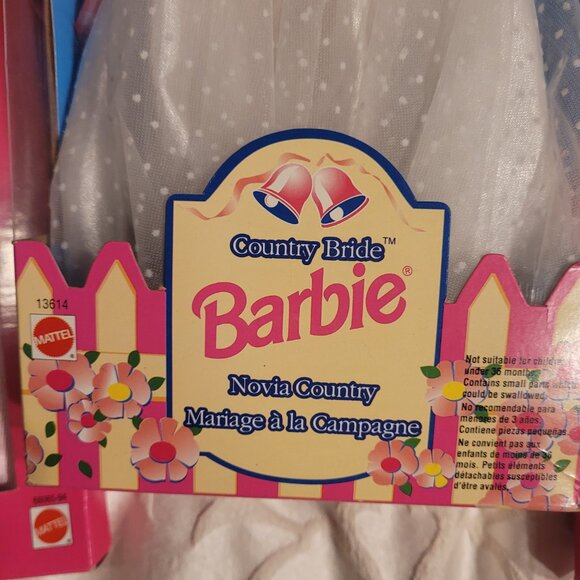 Country Bride™
Barbie®
Novia Country
Mariage à la Campagne
13614
MATTEL
®
Not suitable for children
under 36 months.
Contains small parts which
could be swallowed.
No recomendable para
menores de 3 años
Contiene piezas pequeñas
Ne convient pas aux
enfants de moins de 36
mois. Petits éléments
détachables susceptibles
d'être avalés.
MATTEL